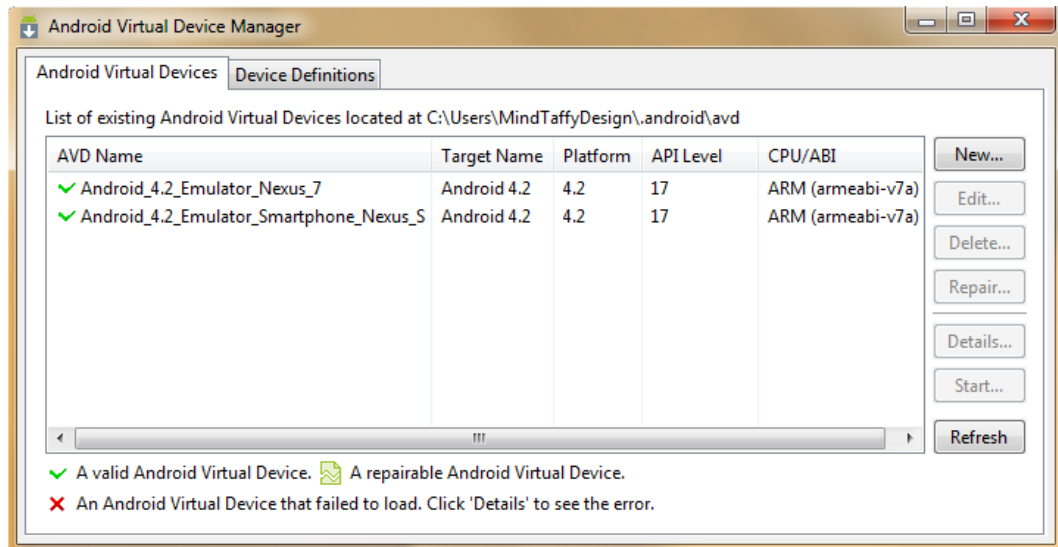 Android Virtual Device Manager
Android Virtual Devices Device Definitions
List of existing Android Virtual Devices located at C:\Users\MindTaffyDesign\.android\avd
AVD Name Target Name Platform API Level CPU/ABI New...
Android_4.2_Emulator_Nexus_7 Android 4.2 4.2 17 ARM (armeabi-v7a)
Edit...
Android_4.2_Emulator_Smartphone_Nexus_S Android 4.2 4.2 17 ARM (armeabi-v7a)
Delete...
Repair...
Details...
Start...
Refresh
A valid Android Virtual Device. A repairable Android Virtual Device.
An Android Virtual Device that failed to load. Click 'Details' to see the error.